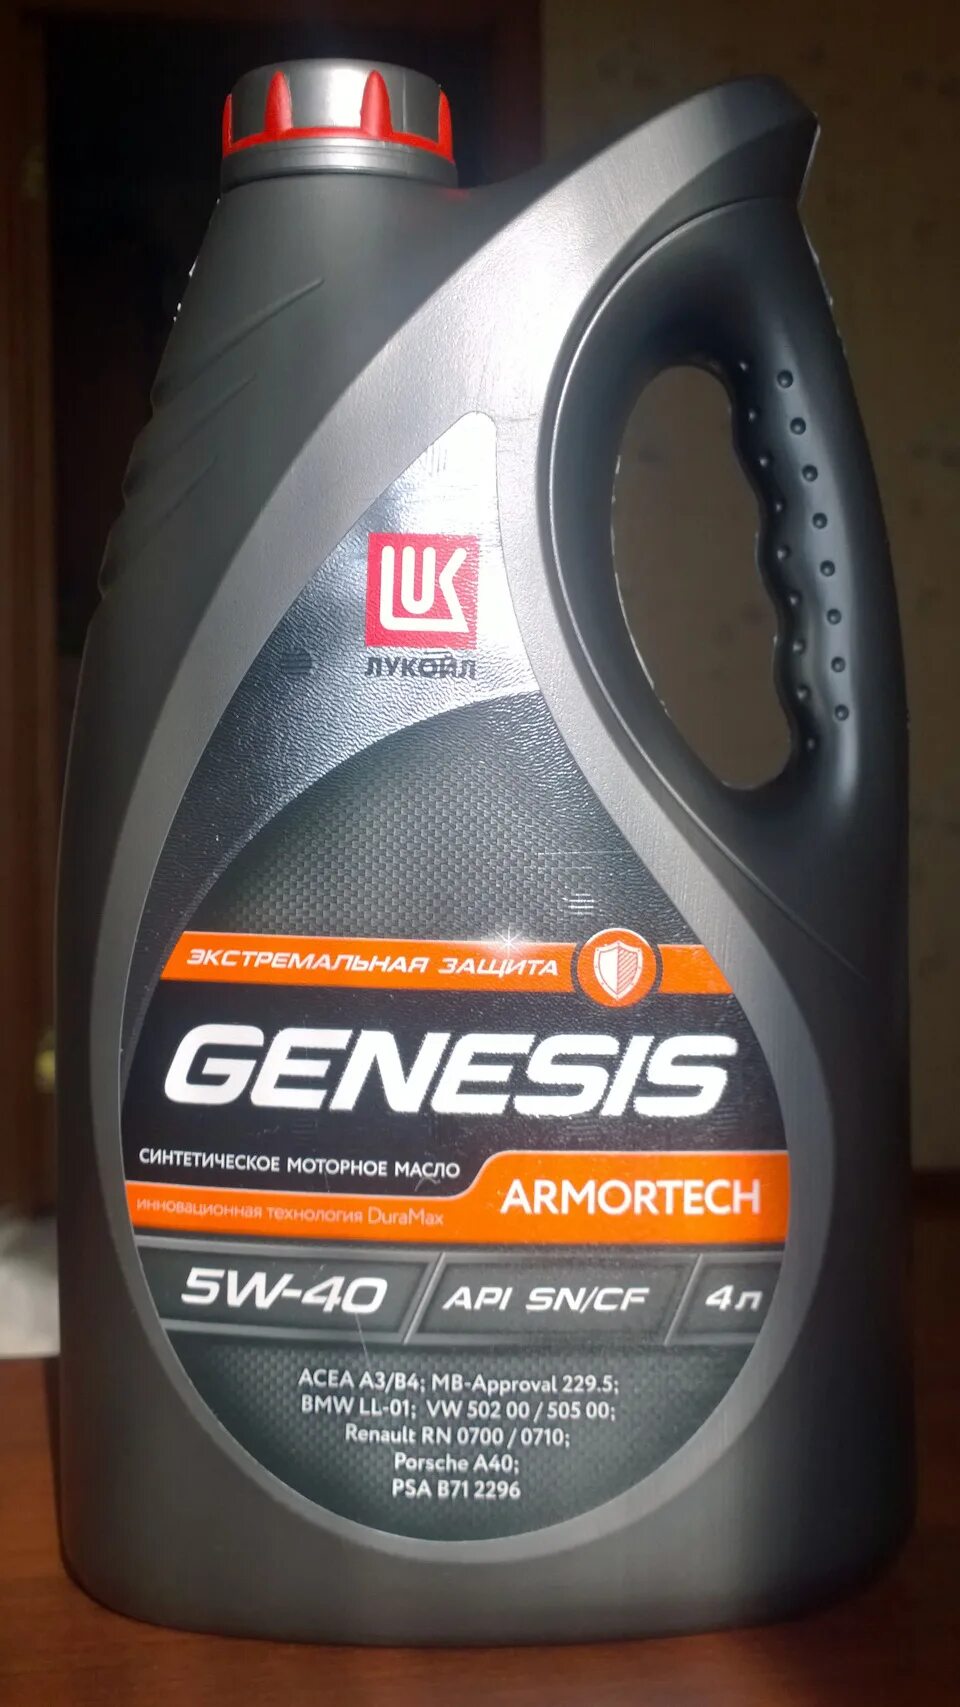 LUK
ЛУКОЙЛ
ЭКСТРЕМАЛЬНАЯ ЗАЩИТА
GENESIS
СИНТЕТИЧЕСКОЕ МОТОРНОЕ МАСЛО
ARMORTECH
инновационная технология DuraMax
5W-40 API SN/CF 4л
ACEA A3/B4; MB-Approval 229.5;
BMW LL-01; VW 502 00 / 505 00;
Renault RN 0700 / 0710;
Porsche A40;
PSA B71 2296